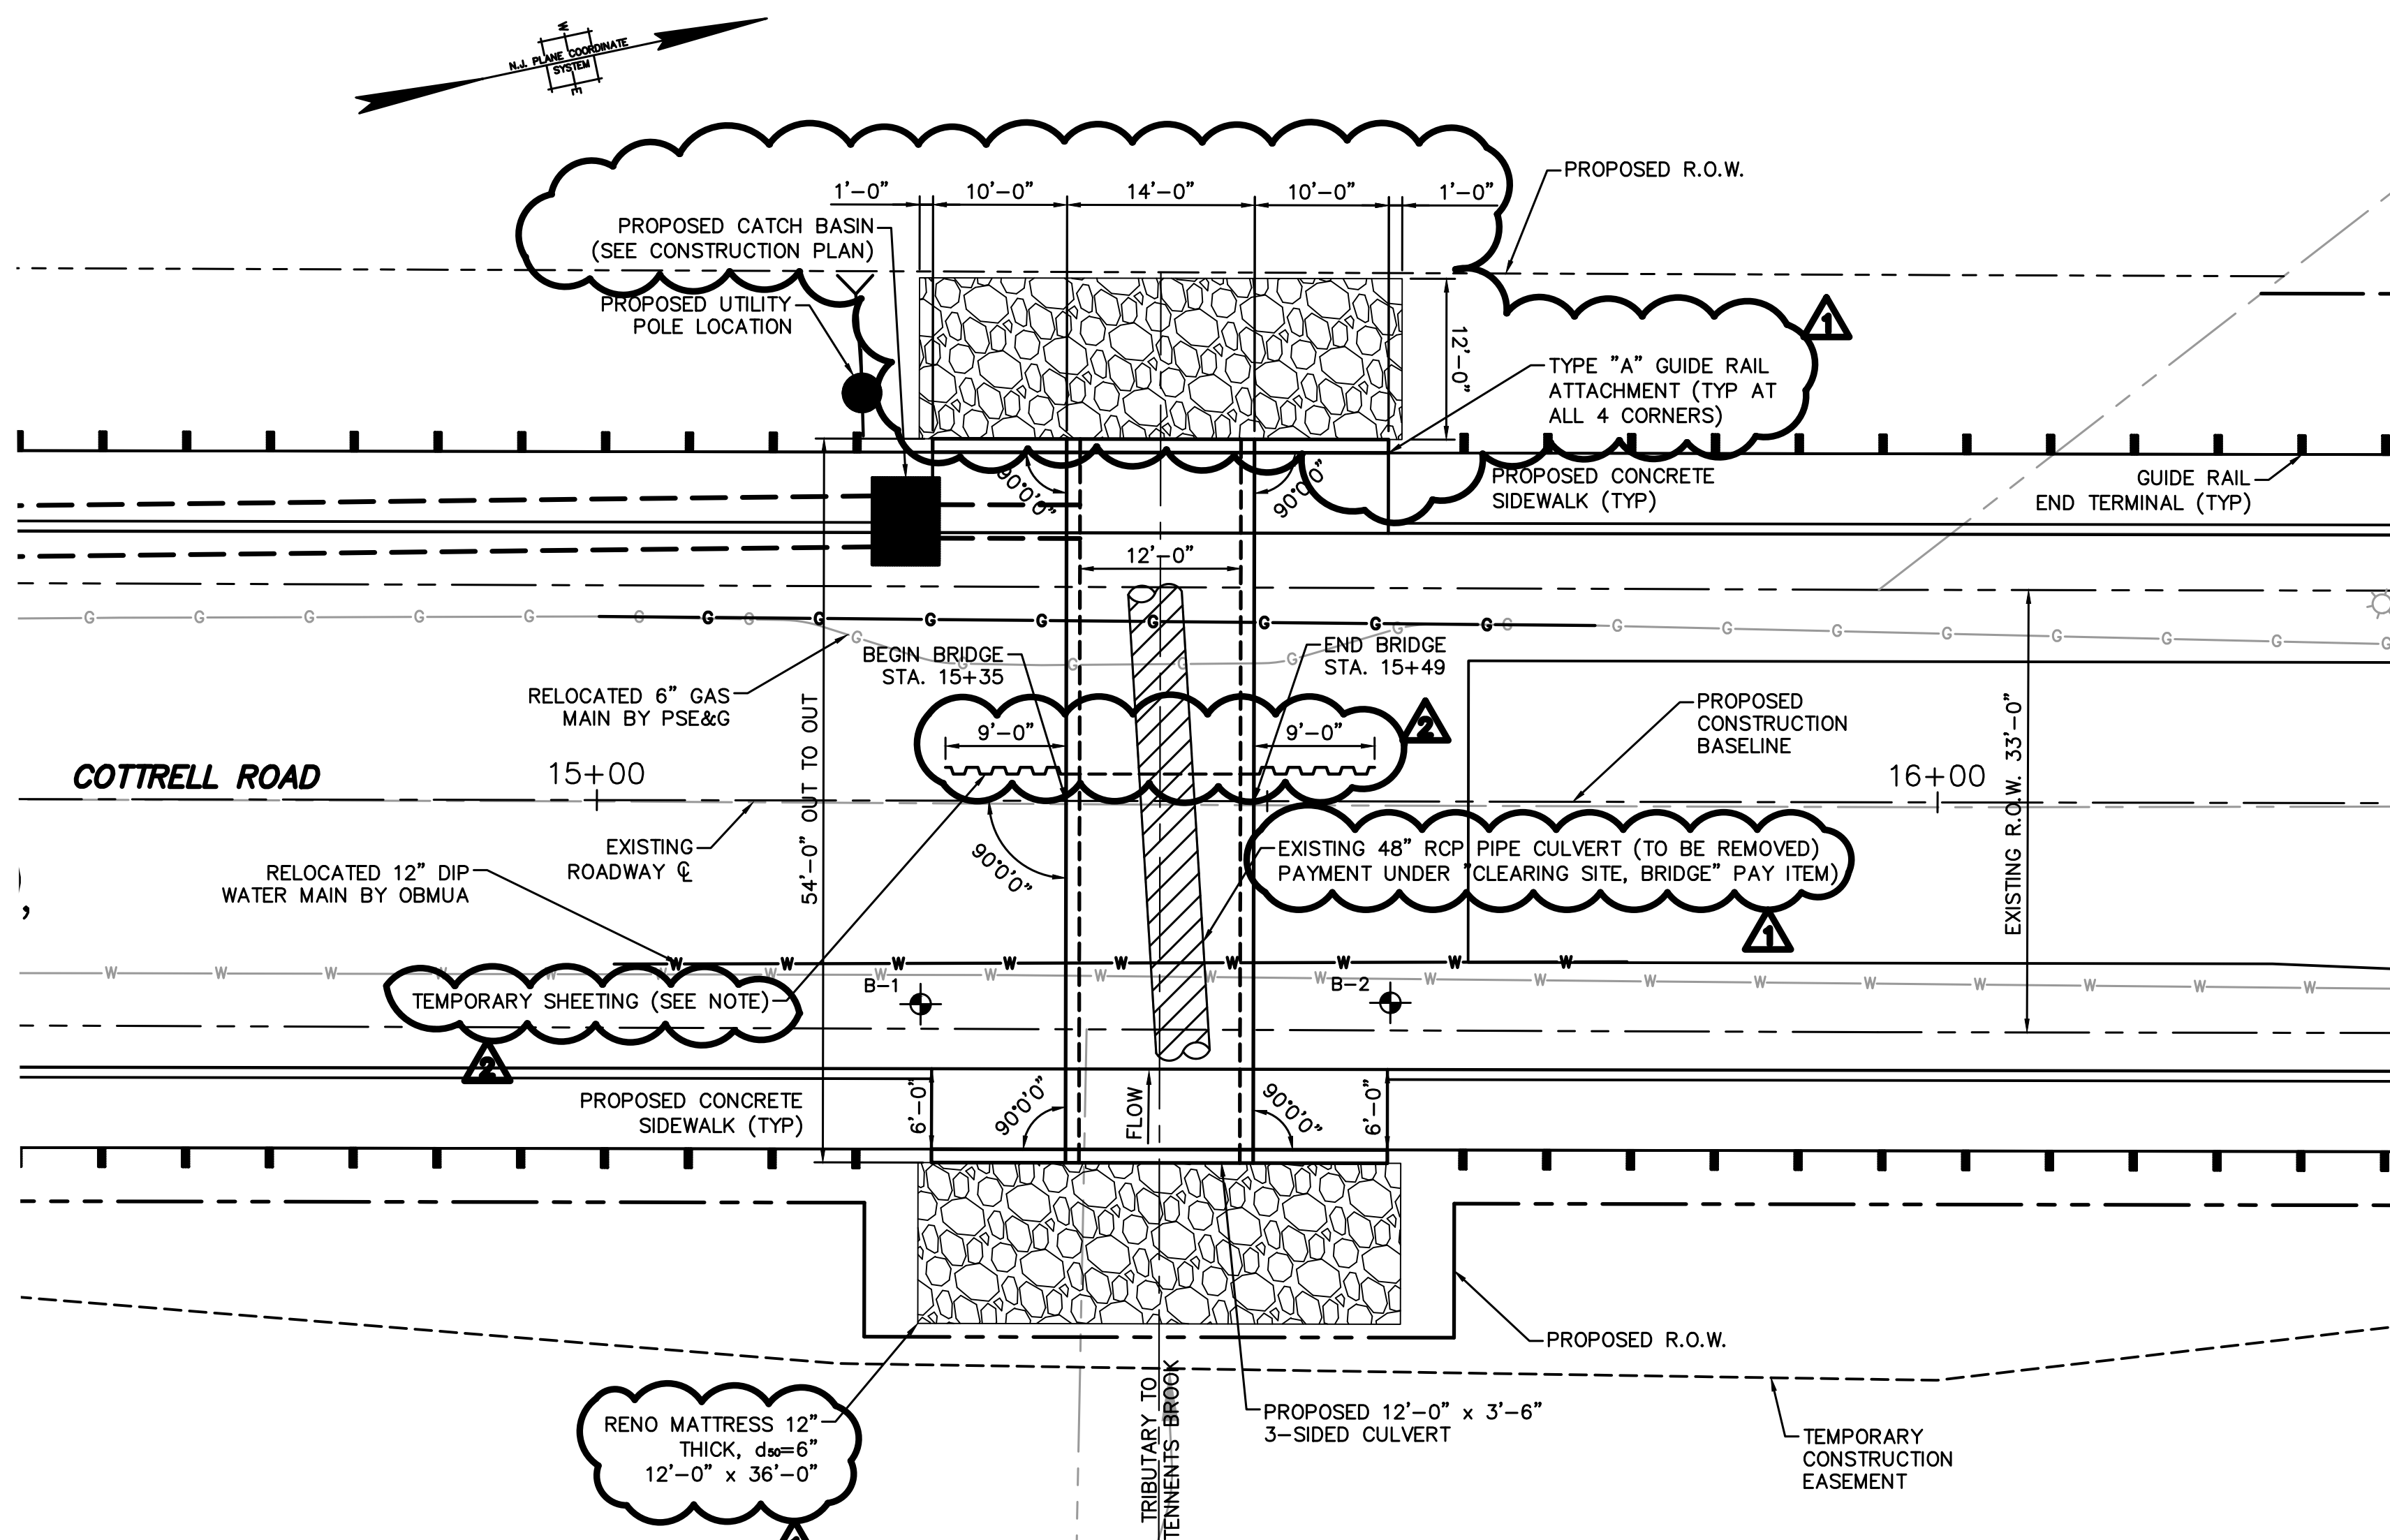 N.J. PLANE COORDINATE
SYSTEM
W
E
1'-0"
10'-0"
14'-0"
10'-0"
1'-0"
PROPOSED R.O.W.
PROPOSED CATCH BASIN
(SEE CONSTRUCTION PLAN)
PROPOSED UTILITY
POLE LOCATION
12'-0"
1
TYPE "A" GUIDE RAIL
ATTACHMENT (TYP AT
ALL 4 CORNERS)
PROPOSED CONCRETE
SIDEWALK (TYP)
GUIDE RAIL
END TERMINAL (TYP)
90°0'0"
90°0'0"
12'-0"
G G G G G G G G G G G G G G G G G G G G G G G G G G G G G G
BEGIN BRIDGE
STA. 15+35
END BRIDGE
STA. 15+49
RELOCATED 6" GAS
MAIN BY PSE&G
54'-0" OUT TO OUT
9'-0"
9'-0"
2
PROPOSED
CONSTRUCTION
BASELINE
EXISTING R.O.W. 33'-0"
COTTRELL ROAD
15+00
16+00
EXISTING
ROADWAY ℄
90°0'0"
EXISTING 48" RCP PIPE CULVERT (TO BE REMOVED)
PAYMENT UNDER "CLEARING SITE, BRIDGE" PAY ITEM)
1
RELOCATED 12" DIP
WATER MAIN BY OBMUA
),
W W W W W W W W W
W W W W W W W W W W W W W W W W W W W W W
B-1
B-2
TEMPORARY SHEETING (SEE NOTE)
2
PROPOSED CONCRETE
SIDEWALK (TYP)
6'-0"
90°0'0"
FLOW
90°0'0"
6'-0"
PROPOSED R.O.W.
RENO MATTRESS 12"
THICK, d50=6"
12'-0" x 36'-0"
TRIBUTARY TO
TENNENTS BROOK
PROPOSED 12'-0" x 3'-6"
3-SIDED CULVERT
TEMPORARY
CONSTRUCTION
EASEMENT